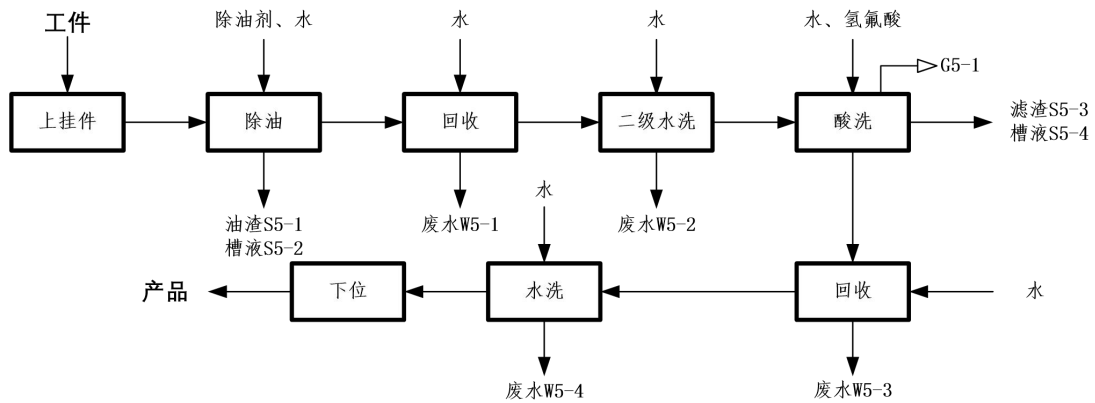 工件
除油剂、水
水
水
水、氢氟酸
G5-1
上挂件
除油
回收
二级水洗
酸洗
滤渣S5-3
槽液S5-4
油渣S5-1
槽液S5-2
废水W5-1
废水W5-2
水
产品
下位
水洗
回收
水
废水W5-4
废水W5-3